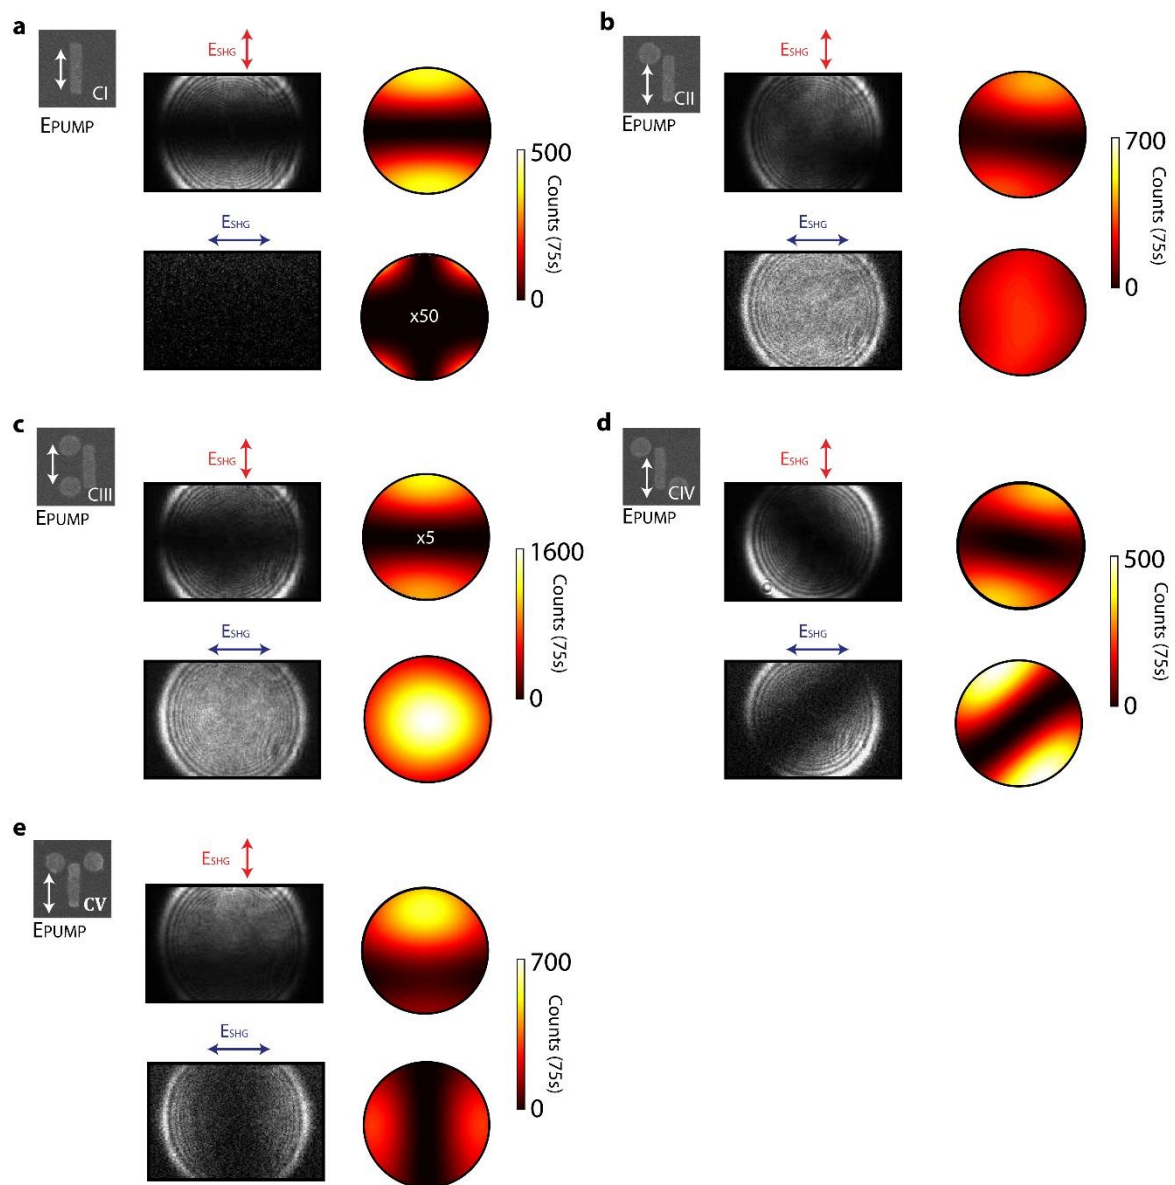 a
CI
EPUMP
ESHG
500
Counts (75s)
0
ESHG
x50
b
CII
EPUMP
ESHG
700
Counts (75s)
0
ESHG
c
CIII
EPUMP
ESHG
x5
1600
Counts (75s)
0
ESHG
d
CIV
EPUMP
ESHG
500
Counts (75s)
0
ESHG
e
CV
EPUMP
ESHG
700
Counts (75s)
0
ESHG